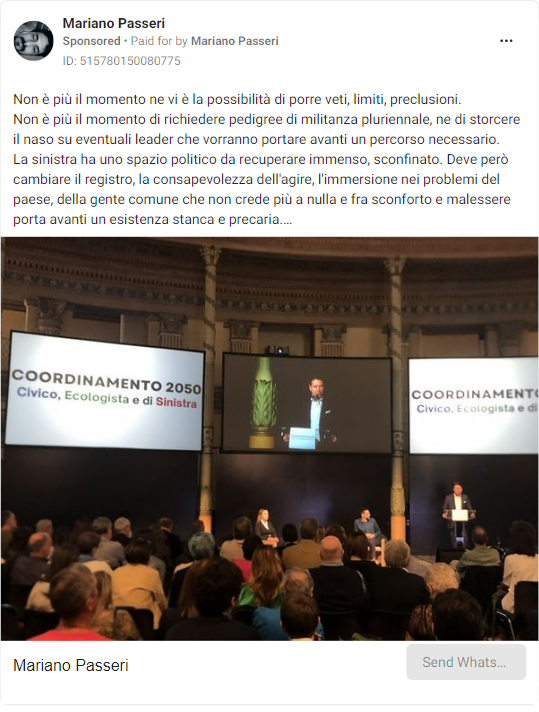 Mariano Passeri
Sponsored • Paid for by Mariano Passeri
ID: 515780150080775
Non è più il momento ne vi è la possibilità di porre veti, limiti, preclusioni.
Non è più il momento di richiedere pedigree di militanza pluriennale, ne di storcere
il naso su eventuali leader che vorranno portare avanti un percorso necessario.
La sinistra ha uno spazio politico da recuperare immenso, sconfinato. Deve però
cambiare il registro, la consapevolezza dell'agire, l'immersione nei problemi del
paese, della gente comune che non crede più a nulla e fra sconforto e malessere
porta avanti un esistenza stanca e precaria....
COORDINAMENTO 2050
Civico, Ecologista e di Sinistra
COORDINAMENTO
Civico, Ecologista e di
Mariano Passeri
Send Whats...